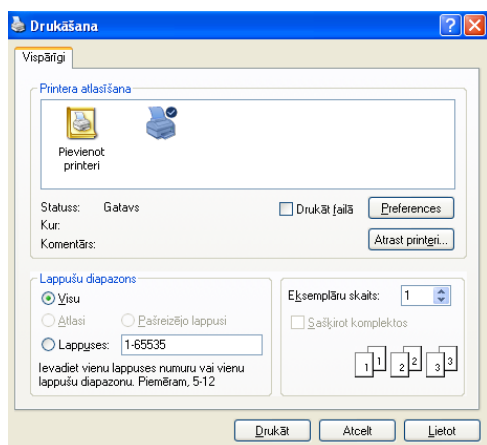 Drukāšana
Vispārīgi
Printera atlasīšana
Pievienot
printeri
Statuss: Gatavs
Kur:
Komentārs:
Drukāt failā
Preferences
Atrast printeri...
Lappušu diapazons
Visu
Atlasi
Pašreizējo lappusi
Lappuses: 1-65535
Ievadiet vienu lappuses numuru vai vienu
lappušu diapazonu. Piemēram, 5-12
Eksemplāru skaits: 1
Sašķirot komplektos
1 1 2 2 3 3
Drukāt Atcelt Lietot